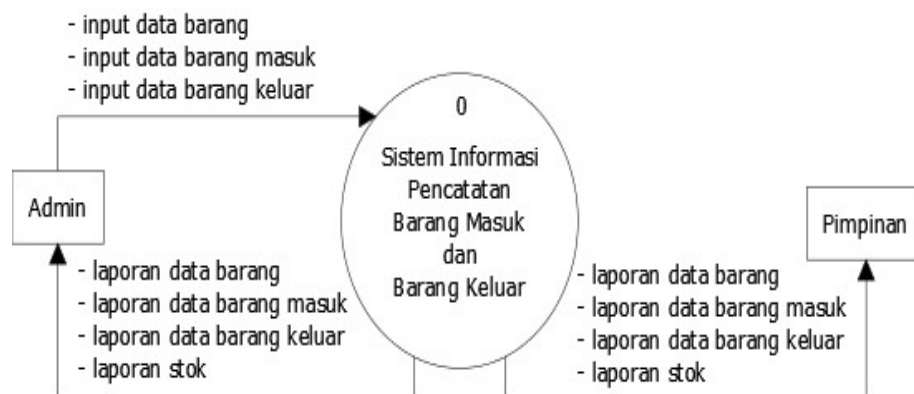 - input data barang
- input data barang masuk
- input data barang keluar
0
Sistem Informasi
Pencatatan
Barang Masuk
dan
Barang Keluar
Admin
Pimpinan
- laporan data barang
- laporan data barang masuk
- laporan data barang keluar
- laporan stok
- laporan data barang
- laporan data barang masuk
- laporan data barang keluar
- laporan stok